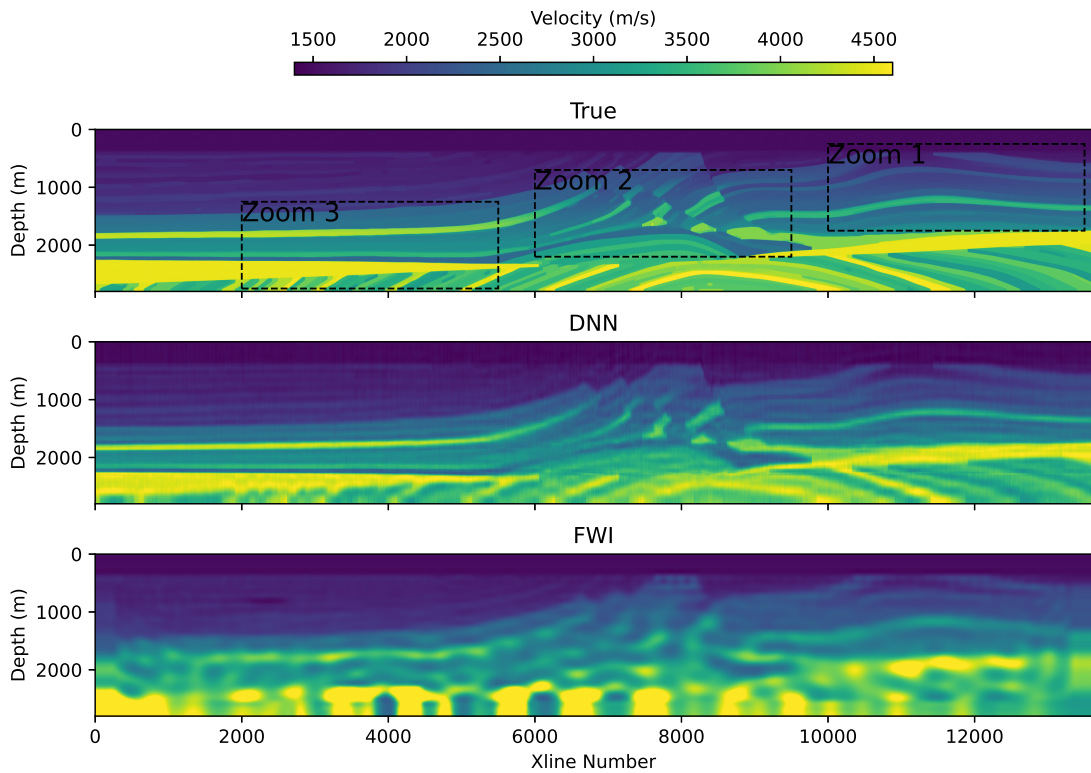 Velocity (m/s)
1500 2000 2500 3000 3500 4000 4500
True
0
1000
2000
Depth (m)
Zoom 1
Zoom 2
Zoom 3
DNN
0
1000
2000
Depth (m)
FWI
0
1000
2000
Depth (m)
0 2000 4000 6000 8000 10000 12000
Xline Number